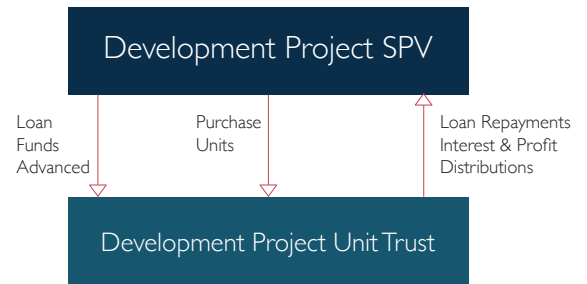 Development Project SPV
Loan
Funds
Advanced
Purchase
Units
Loan Repayments
Interest & Profit
Distributions
Development Project Unit Trust